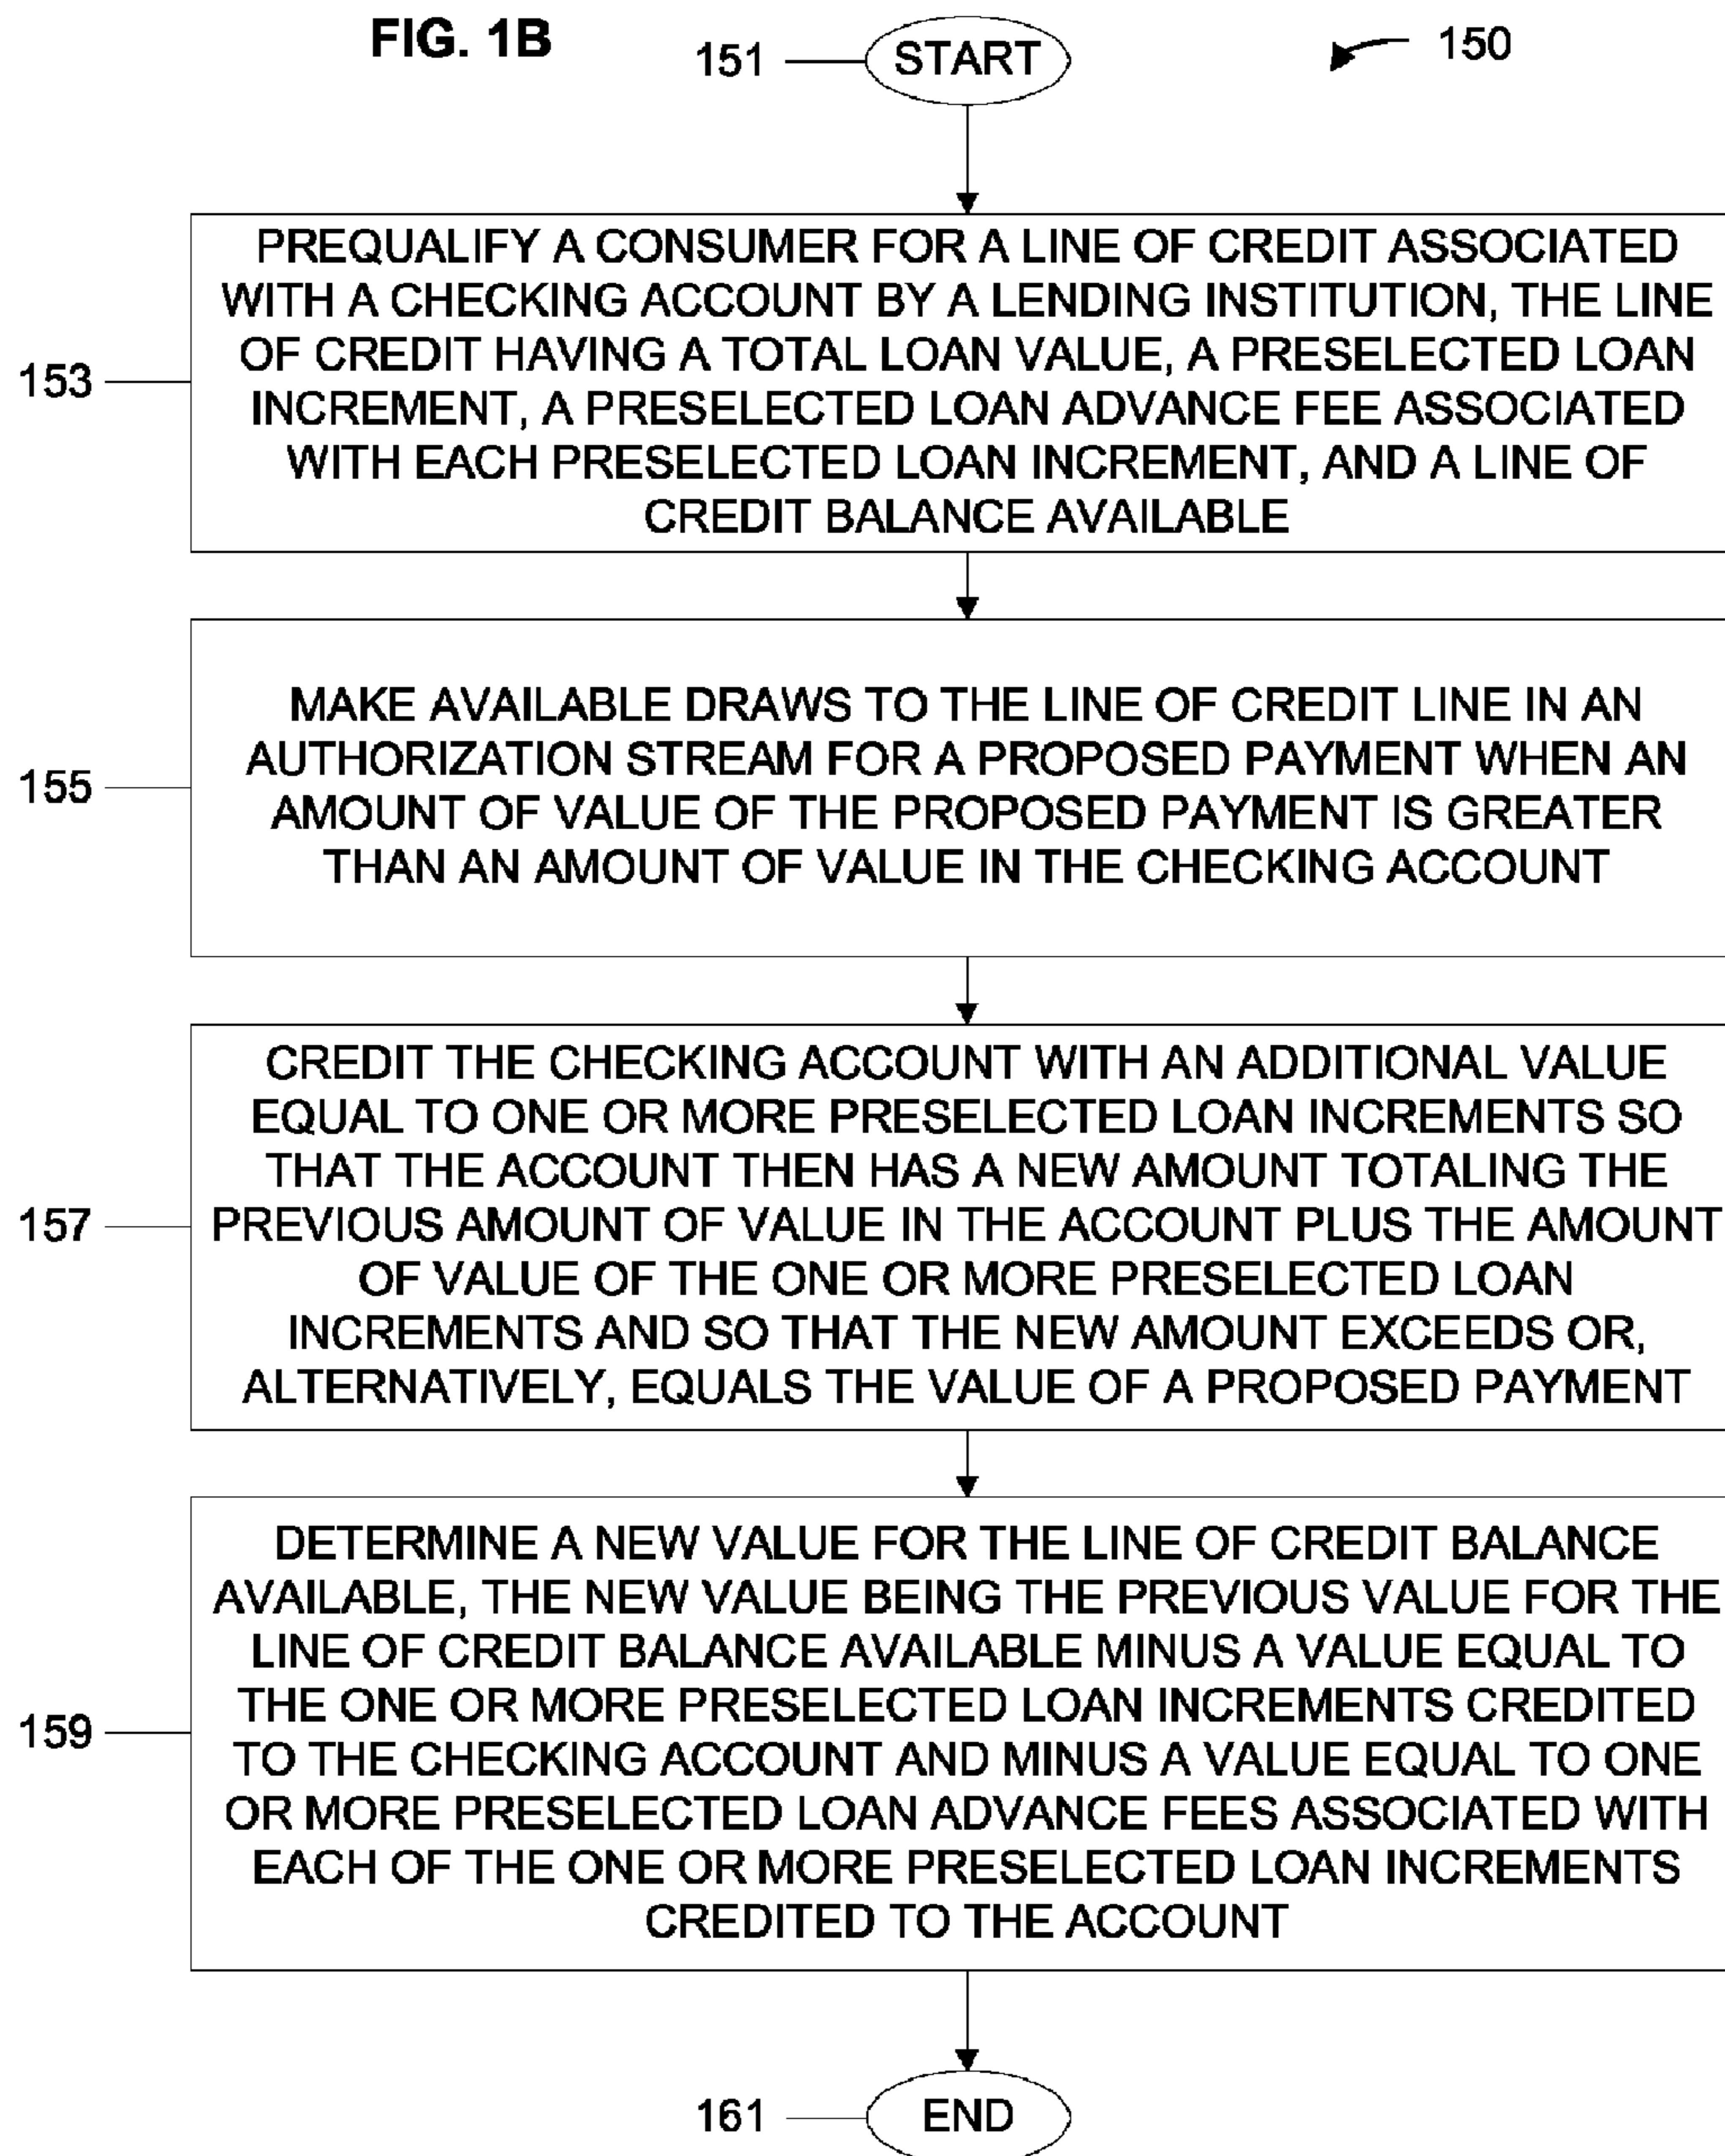 FIG. 1B
151
START
150
153
PREQUALIFY A CONSUMER FOR A LINE OF CREDIT ASSOCIATED
WITH A CHECKING ACCOUNT BY A LENDING INSTITUTION, THE LINE
OF CREDIT HAVING A TOTAL LOAN VALUE, A PRESELECTED LOAN
INCREMENT, A PRESELECTED LOAN ADVANCE FEE ASSOCIATED
WITH EACH PRESELECTED LOAN INCREMENT, AND A LINE OF
CREDIT BALANCE AVAILABLE
155
MAKE AVAILABLE DRAWS TO THE LINE OF CREDIT LINE IN AN
AUTHORIZATION STREAM FOR A PROPOSED PAYMENT WHEN AN
AMOUNT OF VALUE OF THE PROPOSED PAYMENT IS GREATER
THAN AN AMOUNT OF VALUE IN THE CHECKING ACCOUNT
157
CREDIT THE CHECKING ACCOUNT WITH AN ADDITIONAL VALUE
EQUAL TO ONE OR MORE PRESELECTED LOAN INCREMENTS SO
THAT THE ACCOUNT THEN HAS A NEW AMOUNT TOTALING THE
PREVIOUS AMOUNT OF VALUE IN THE ACCOUNT PLUS THE AMOUNT
OF VALUE OF THE ONE OR MORE PRESELECTED LOAN
INCREMENTS AND SO THAT THE NEW AMOUNT EXCEEDS OR,
ALTERNATIVELY, EQUALS THE VALUE OF A PROPOSED PAYMENT
159
DETERMINE A NEW VALUE FOR THE LINE OF CREDIT BALANCE
AVAILABLE, THE NEW VALUE BEING THE PREVIOUS VALUE FOR THE
LINE OF CREDIT BALANCE AVAILABLE MINUS A VALUE EQUAL TO
THE ONE OR MORE PRESELECTED LOAN INCREMENTS CREDITED
TO THE CHECKING ACCOUNT AND MINUS A VALUE EQUAL TO ONE
OR MORE PRESELECTED LOAN ADVANCE FEES ASSOCIATED WITH
EACH OF THE ONE OR MORE PRESELECTED LOAN INCREMENTS
CREDITED TO THE ACCOUNT
161
END